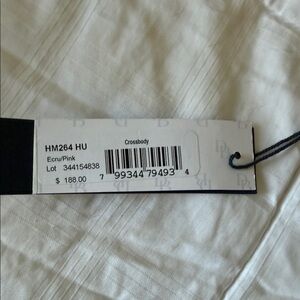 Crossbody
HM264 HU
Ecru/Pink
Lot 344154838
$ 188.00
7 99344 79493 4